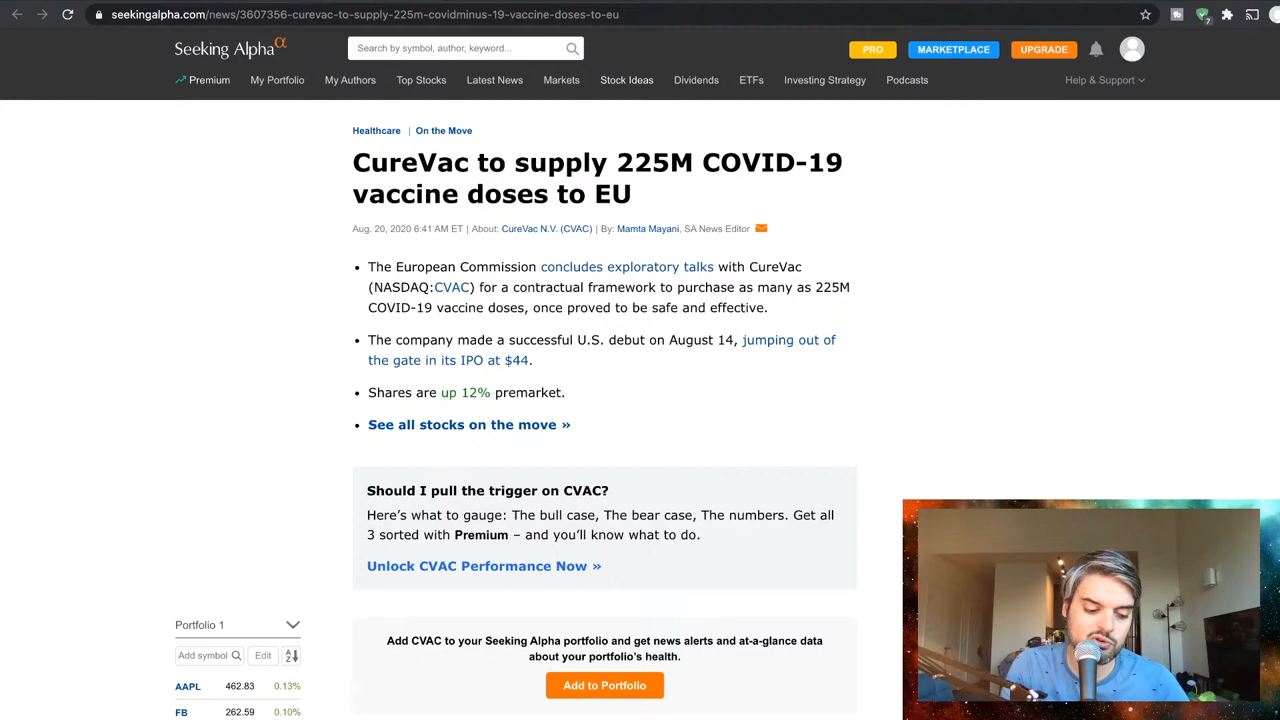 seekingalpha.com/news/3607356-curevac-to-supply-225m-covidminus-19-vaccine-doses-to-eu
7
Seeking Alpha α
Search by symbol, author, keyword...
PRO
MARKETPLACE
UPGRADE
Premium
My Portfolio
My Authors
Top Stocks
Latest News
Markets
Stock Ideas
Dividends
ETFs
Investing Strategy
Podcasts
Help & Support
Healthcare | On the Move
CureVac to supply 225M COVID-19
vaccine doses to EU
Aug. 20, 2020 6:41 AM ET | About: CureVac N.V. (CVAC) | By: Mamta Mayani, SA News Editor
• The European Commission concludes exploratory talks with CureVac
(NASDAQ:CVAC) for a contractual framework to purchase as many as 225M
COVID-19 vaccine doses, once proved to be safe and effective.
• The company made a successful U.S. debut on August 14, jumping out of
the gate in its IPO at $44.
• Shares are up 12% premarket.
• See all stocks on the move »
Should I pull the trigger on CVAC?
Here's what to gauge: The bull case, The bear case, The numbers. Get all
3 sorted with Premium – and you'll know what to do.
Unlock CVAC Performance Now »
Add CVAC to your Seeking Alpha portfolio and get news alerts and at-a-glance data
about your portfolio's health.
Add to Portfolio
Portfolio 1
Add symbol
Edit
A
Z
AAPL 462.83 0.13%
FB 262.59 0.10%